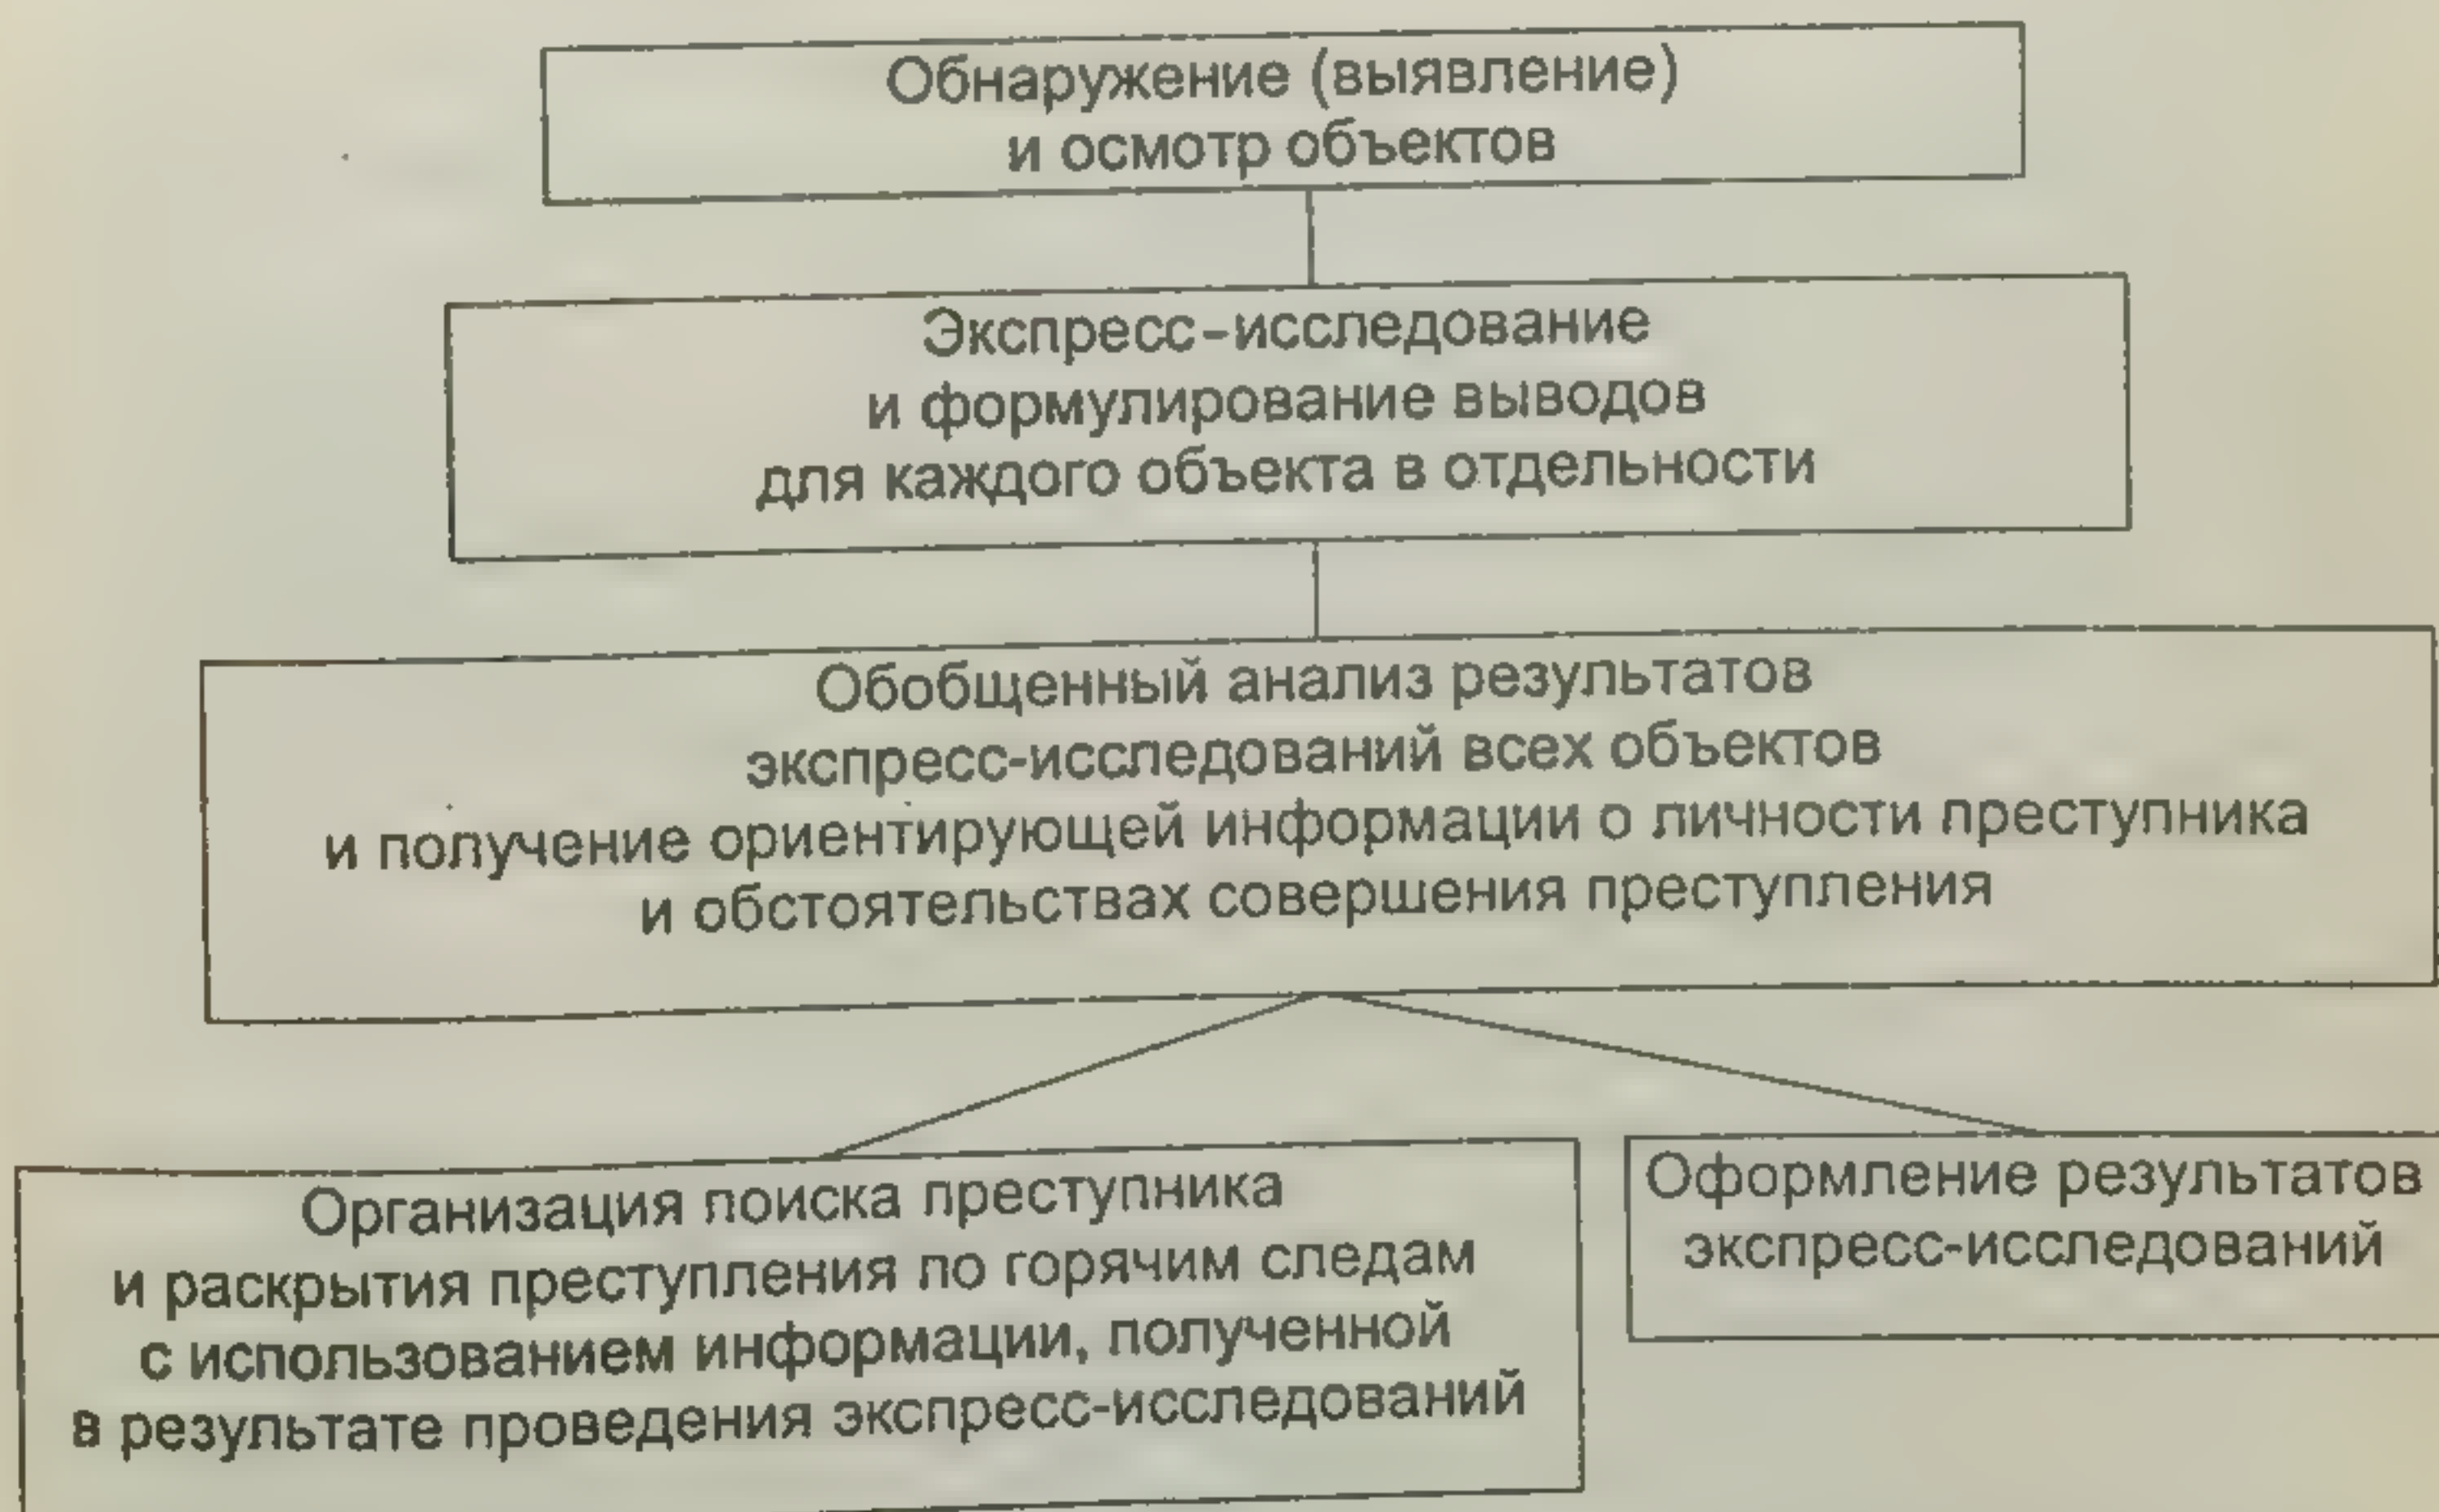 Обнаружение (выявление)
и осмотр объектов
Экспресс-исследование
и формулирование выводов
для каждого объекта в отдельности
Обобщенный анализ результатов
экспресс-исследований всех объектов
и получение ориентирующей информации о личности преступника
и обстоятельствах совершения преступления
Организация поиска преступника
и раскрытия преступления по горячим следам
с использованием информации, полученной
в результате проведения экспресс-исследований
Оформление результатов
экспресс-исследований